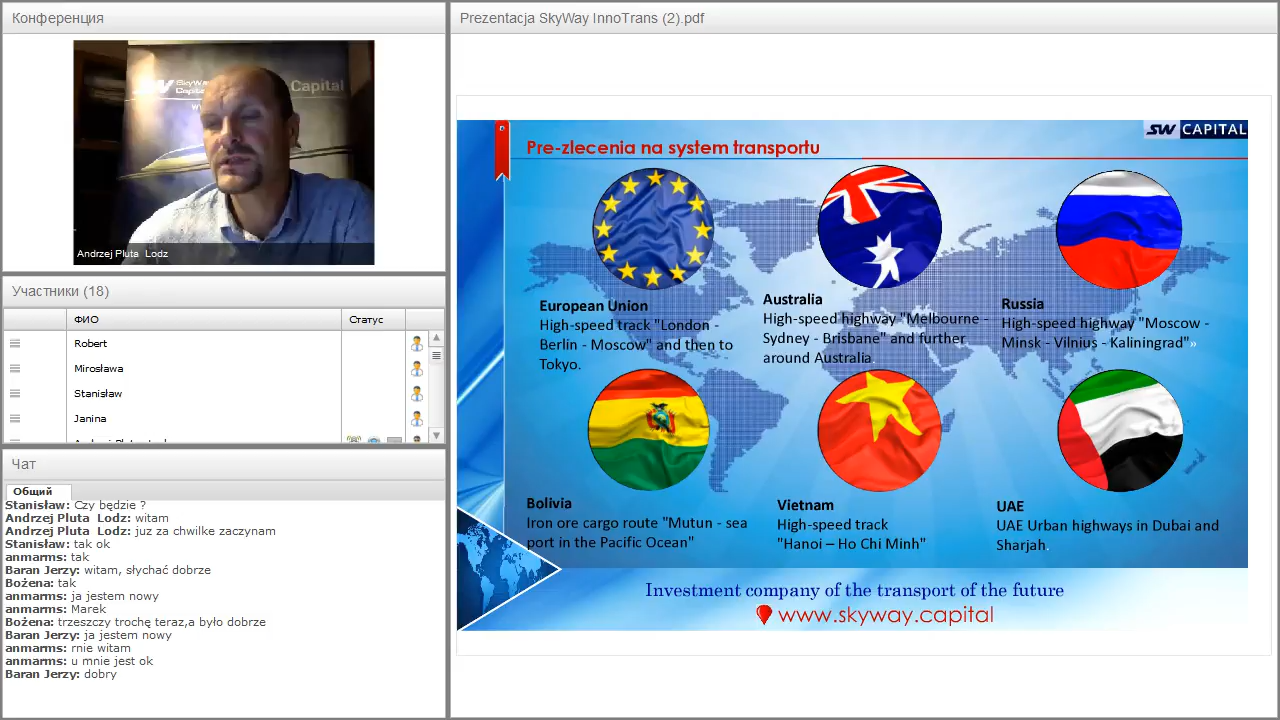 Конференция
SkyWay
Capital
Capital
Andrzej Pluta Lodz
Участники (18)
ФИО
Статус
Robert
Mirosława
Stanisław
Janina
Чат
Общий
Stanisław: Czy będzie ?
Andrzej Pluta Lodz: witam
Andrzej Pluta Lodz: juz za chwilke zaczynam
Stanisław: tak ok
anmarms: tak
Baran Jerzy: witam, słychać dobrze
Bożena: tak
anmarms: ja jestem nowy
anmarms: Marek
Bożena: trzeszczy trochę teraz,a było dobrze
Baran Jerzy: ja jestem nowy
anmarms: rnie witam
anmarms: u mnie jest ok
Baran Jerzy: dobry
Prezentacja SkyWay InnoTrans (2).pdf
SW CAPITAL
Pre-zlecenia na system transportu
European Union
High-speed track "London -
Berlin - Moscow" and then to
Tokyo.
Australia
High-speed highway "Melbourne -
Sydney - Brisbane" and further
around Australia
Russia
High-speed highway "Moscow -
Minsk - Vilnius - Kaliningrad"»
Bolivia
Iron ore cargo route "Mutun - sea
port in the Pacific Ocean"
Vietnam
High-speed track
"Hanoi – Ho Chi Minh"
UAE
UAE Urban highways in Dubai and
Sharjah.
Investment company of the transport of the future
www.skyway.capital